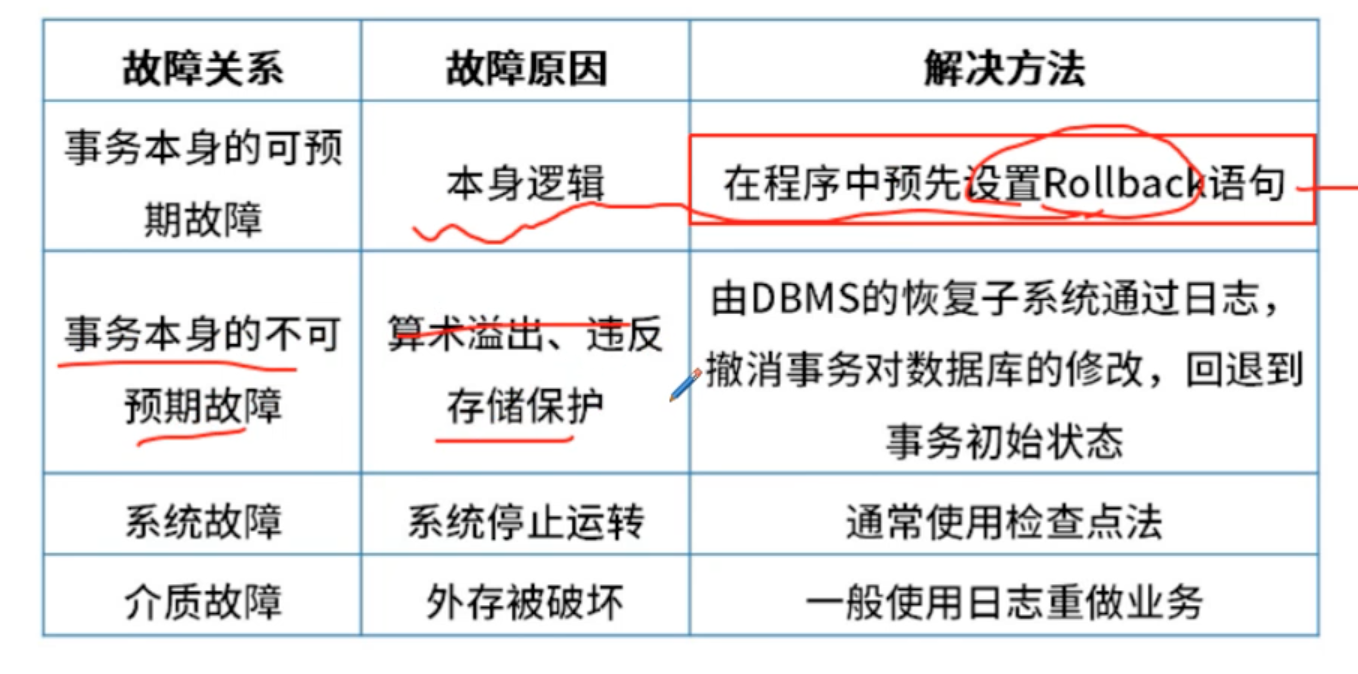 故障关系 故障原因 解决方法
事务本身的可预
期故障
本身逻辑
在程序中预先设置Rollback语句
事务本身的不可
预期故障
算术溢出、违反
存储保护
由DBMS的恢复子系统通过日志，
撤消事务对数据库的修改，回退到
事务初始状态
系统故障 系统停止运转 通常使用检查点法
介质故障 外存被破坏 一般使用日志重做业务